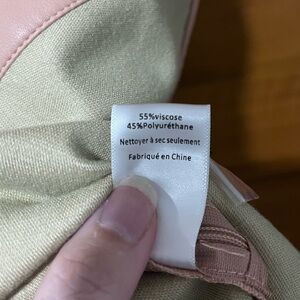 55%viscose
45%Polyuréthane
Nettoyer à sec seulement
Fabriqué en Chine